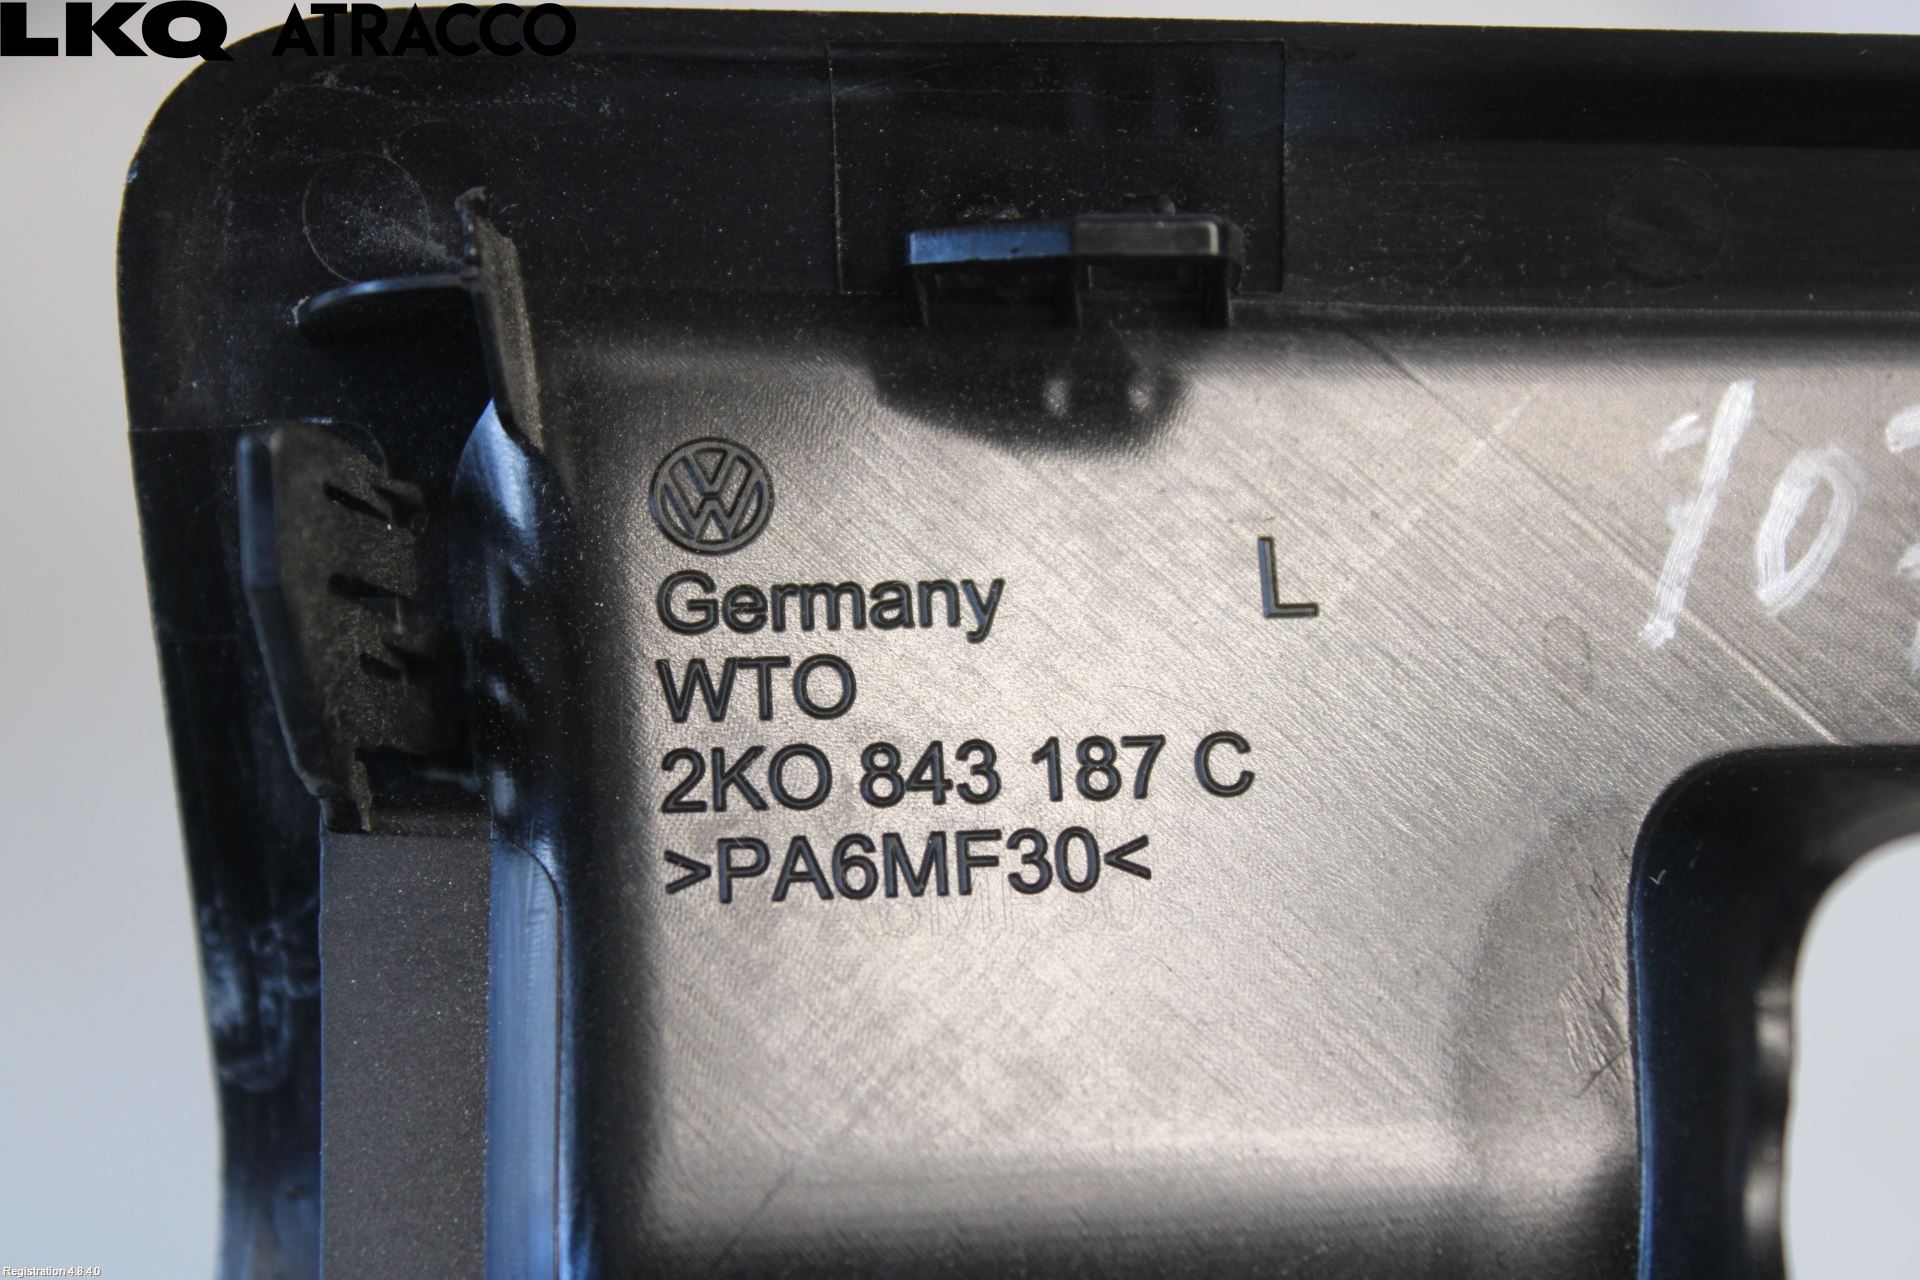 LKQ ATRACCO
Germany L
WTO
2KO 843 187 C
>PA6MF30<
Registration 4.8.4.0